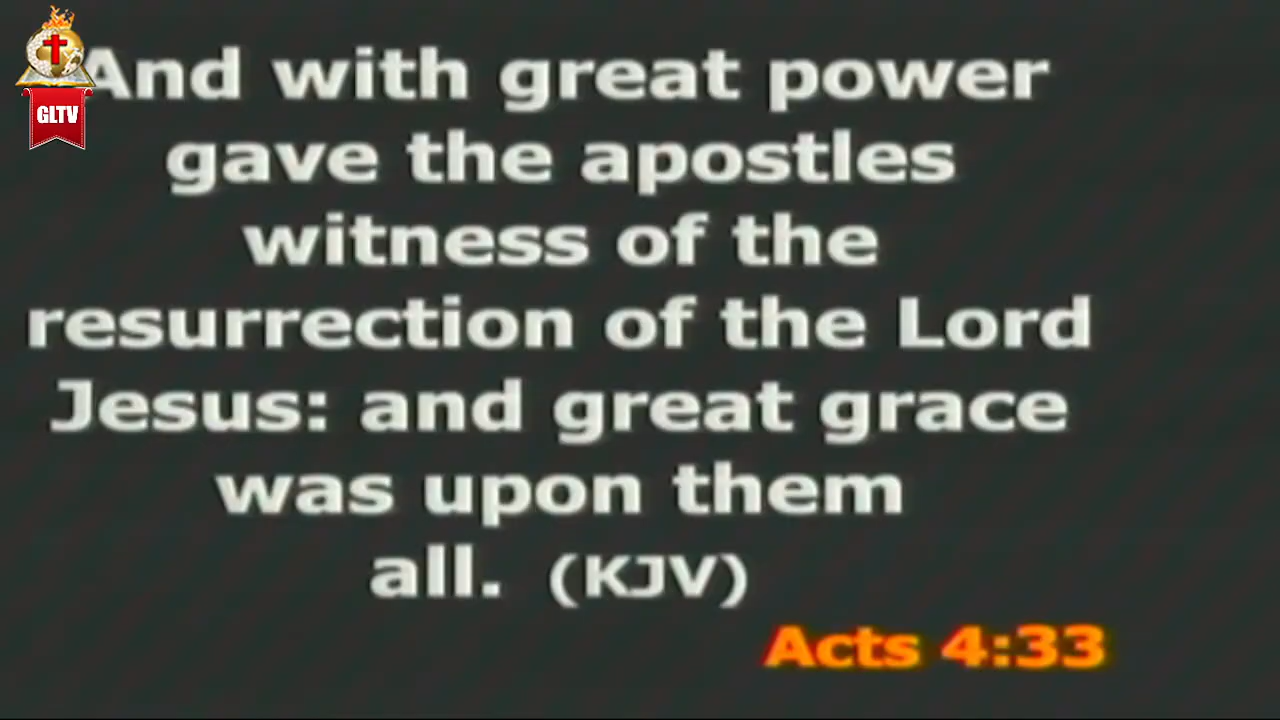 GLTV
And with great power
gave the apostles
witness of the
resurrection of the Lord
Jesus: and great grace
was upon them
all. (KJV)
Acts 4:33